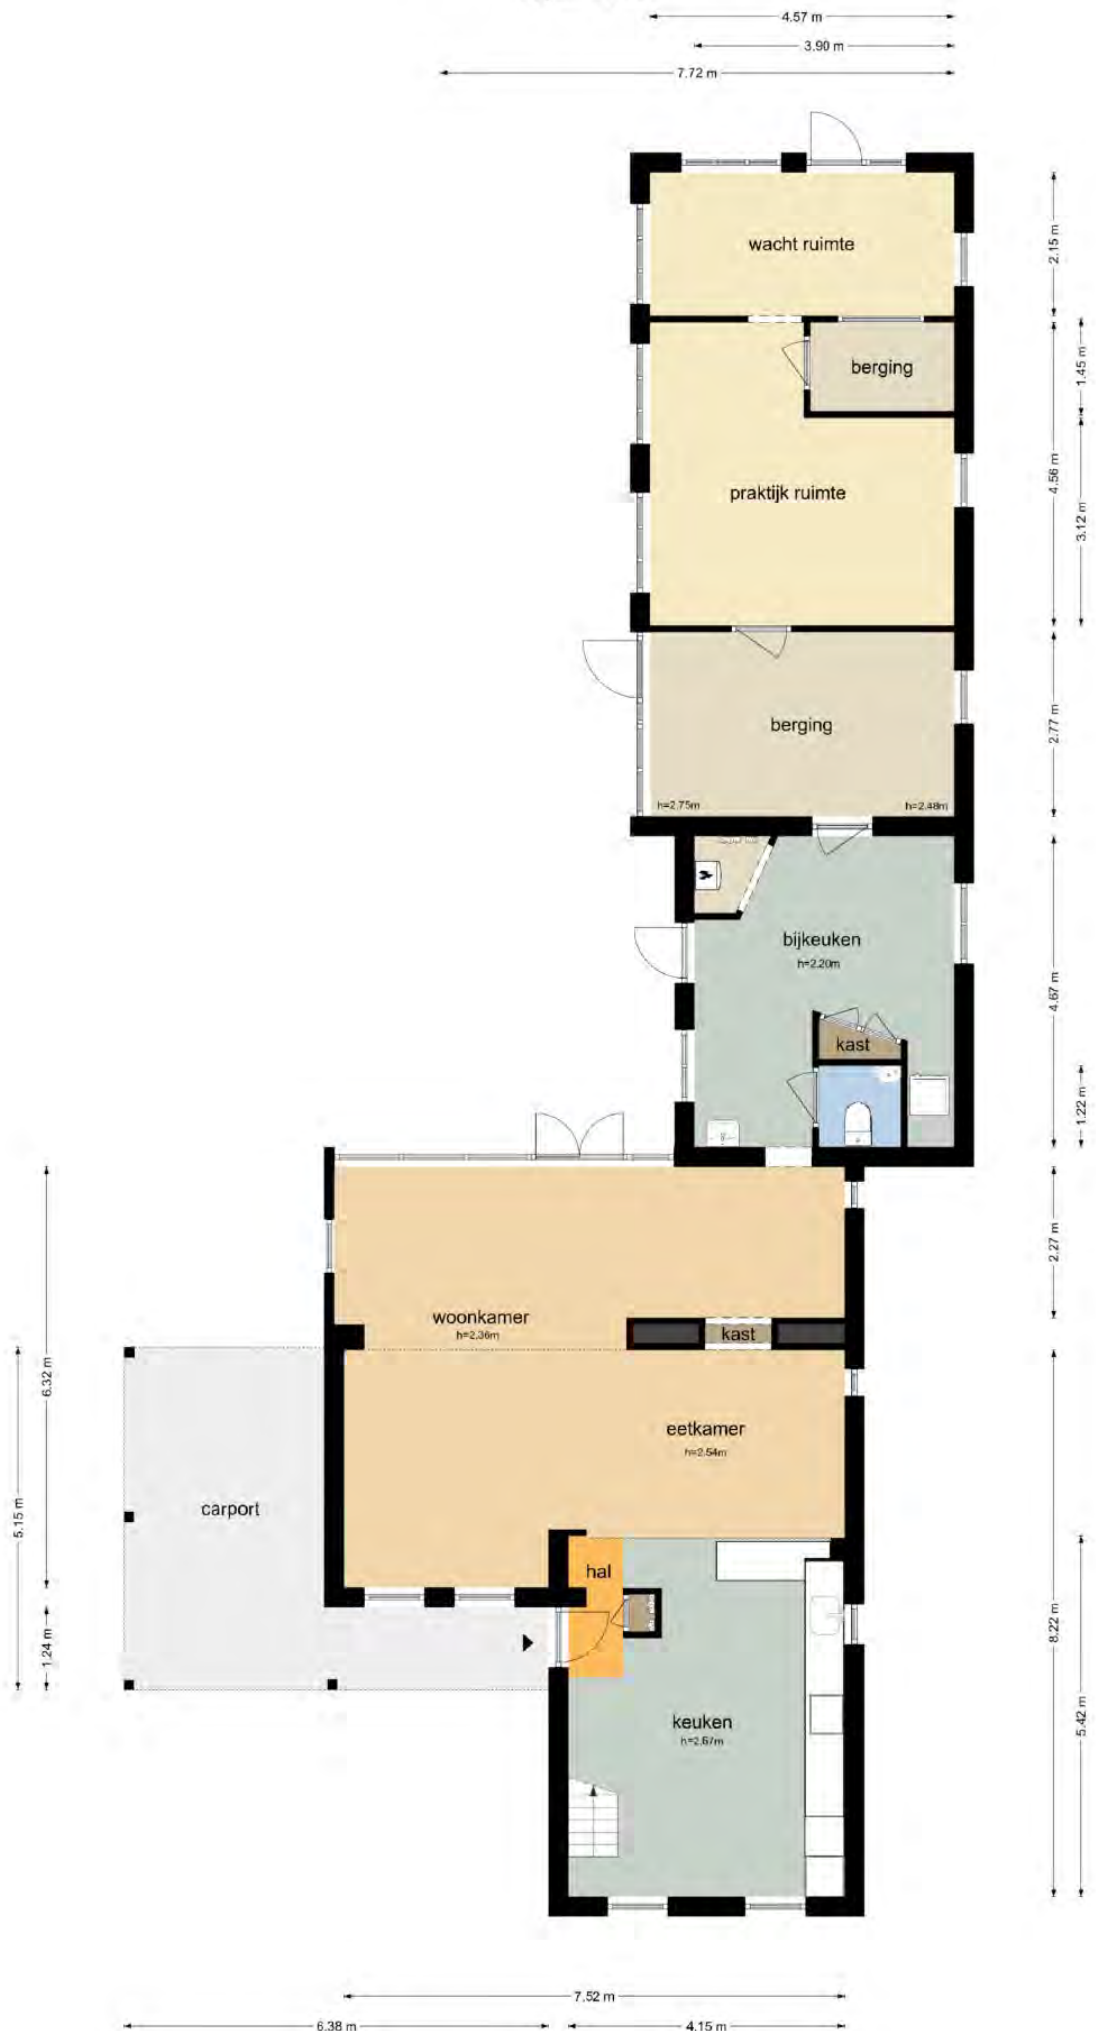 4.57 m
3.90 m
7.72 m
wacht ruimte
2.15 m
berging
1.45 m
praktijk ruimte
4.56 m
3.12 m
berging
2.77 m
h=2.75m
h=2.48m
bijkeuken
h=2.20m
4.67 m
kast
1.22 m
2.27 m
woonkamer
h=2.36m
kast
6.32 m
eetkamer
h=2.54m
carport
5.15 m
hal
8.22 m
1.24 m
keuken
h=2.67m
5.42 m
7.52 m
6.38 m
4.15 m